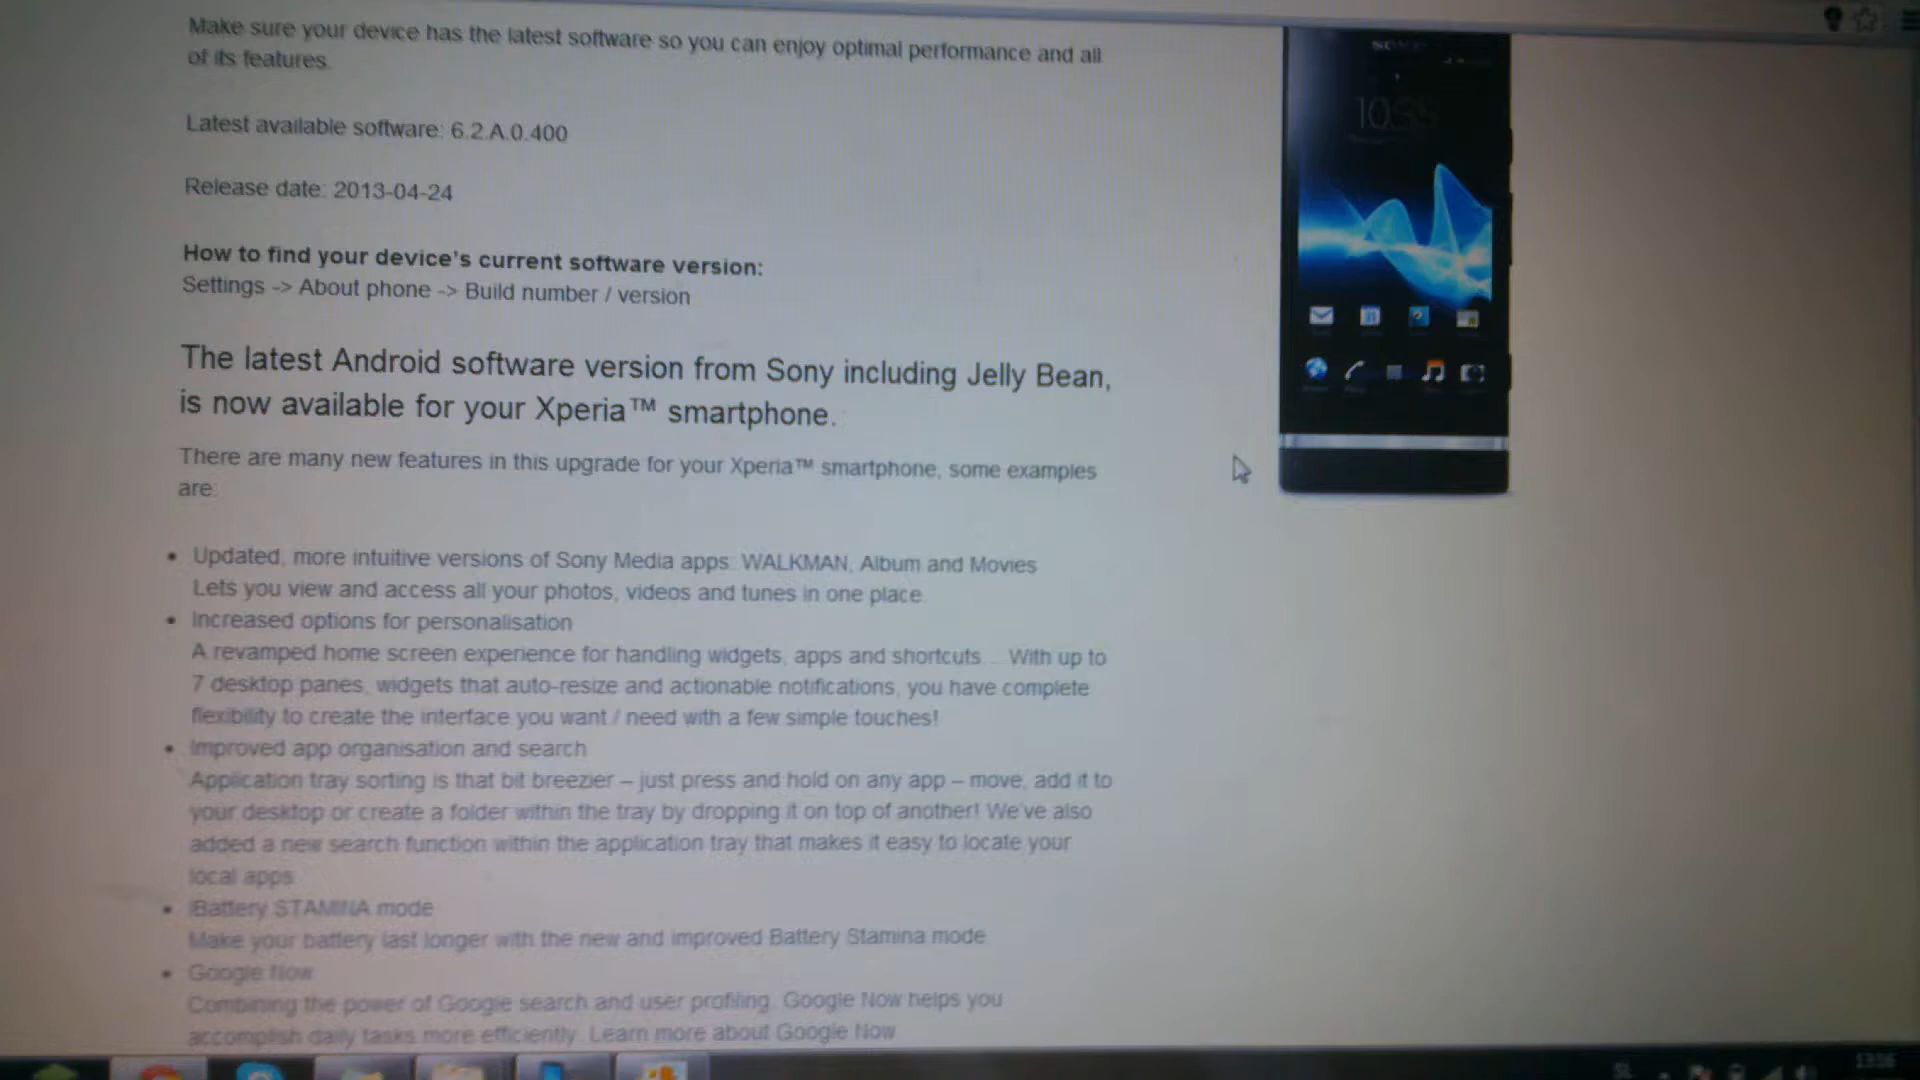 Make sure your device has the latest software so you can enjoy optimal performance and all
of its features.
Latest available software: 6.2.A.0.400
Release date: 2013-04-24
How to find your device's current software version:
Settings -> About phone -> Build number / version
The latest Android software version from Sony including Jelly Bean,
is now available for your Xperia™ smartphone.
There are many new features in this upgrade for your Xperia™ smartphone, some examples
are:
• Updated, more intuitive versions of Sony Media apps: WALKMAN, Album and Movies
Lets you view and access all your photos, videos and tunes in one place.
• Increased options for personalisation
A revamped home screen experience for handling widgets, apps and shortcuts... With up to
7 desktop panes, widgets that auto-resize and actionable notifications, you have complete
flexibility to create the interface you want / need with a few simple touches!
• Improved app organisation and search
Application tray sorting is that bit breezier – just press and hold on any app – move, add it to
your desktop or create a folder within the tray by dropping it on top of another! We've also
added a new search function within the application tray that makes it easy to locate your
local apps
• Battery STAMINA mode
Make your battery last longer with the new and improved Battery Stamina mode.
• Google Now
Combining the power of Google search and user profiling, Google Now helps you
accomplish daily tasks more efficiently. Learn more about Google Now
SONY
10:35
SL
13:56